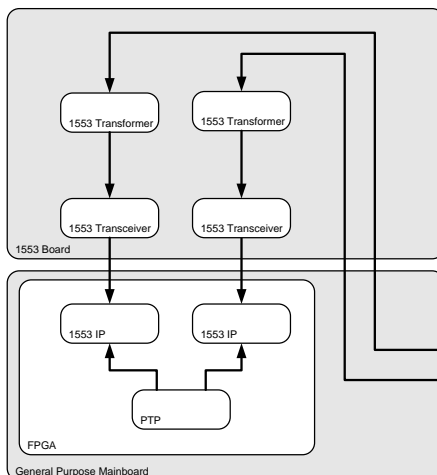 1553 Transformer
1553 Transformer
1553 Transceiver
1553 Transceiver
1553 Board
1553 IP
1553 IP
PTP
FPGA
General Purpose Mainboard